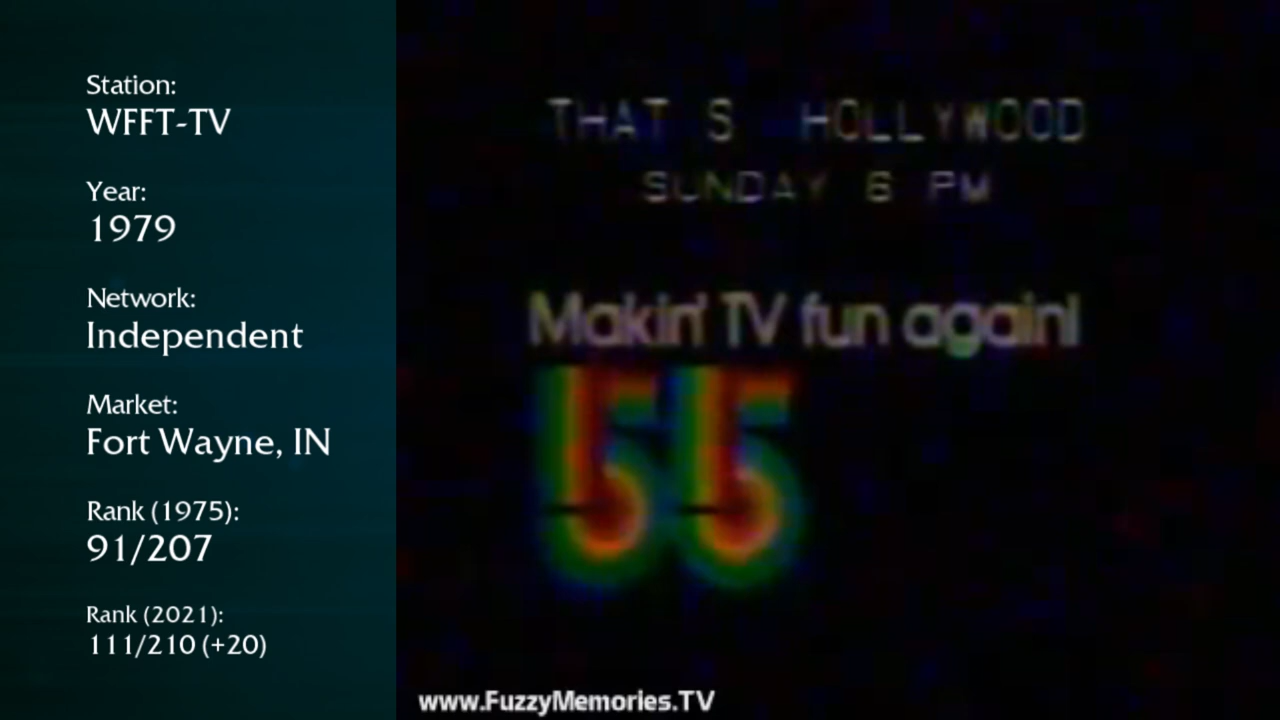 Station:
WFFT-TV
Year:
1979
Network:
Independent
Market:
Fort Wayne, IN
Rank (1975):
91/207
Rank (2021):
111/210 (+20)
THAT S HOLLYWOOD
SUNDAY 6 PM
Makin' TV fun again!
55
www.FuzzyMemories.TV